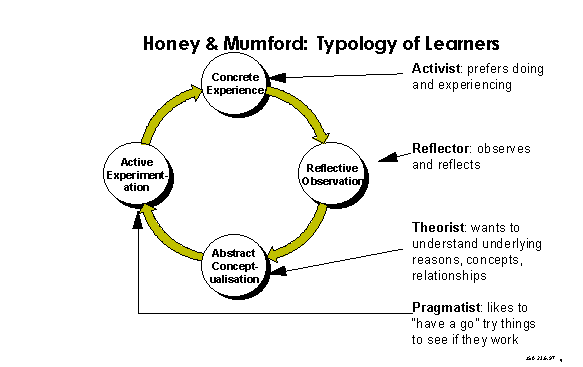 Honey & Mumford: Typology of Learners
Concrete
Experience
Activist: prefers doing
and experiencing
Reflective
Observation
Reflector: observes
and reflects
Abstract
Concept-
ualisation
Theorist: wants to
understand underlying
reasons, concepts,
relationships
Active
Experiment-
ation
Pragmatist: likes to
"have a go" try things
to see if they work